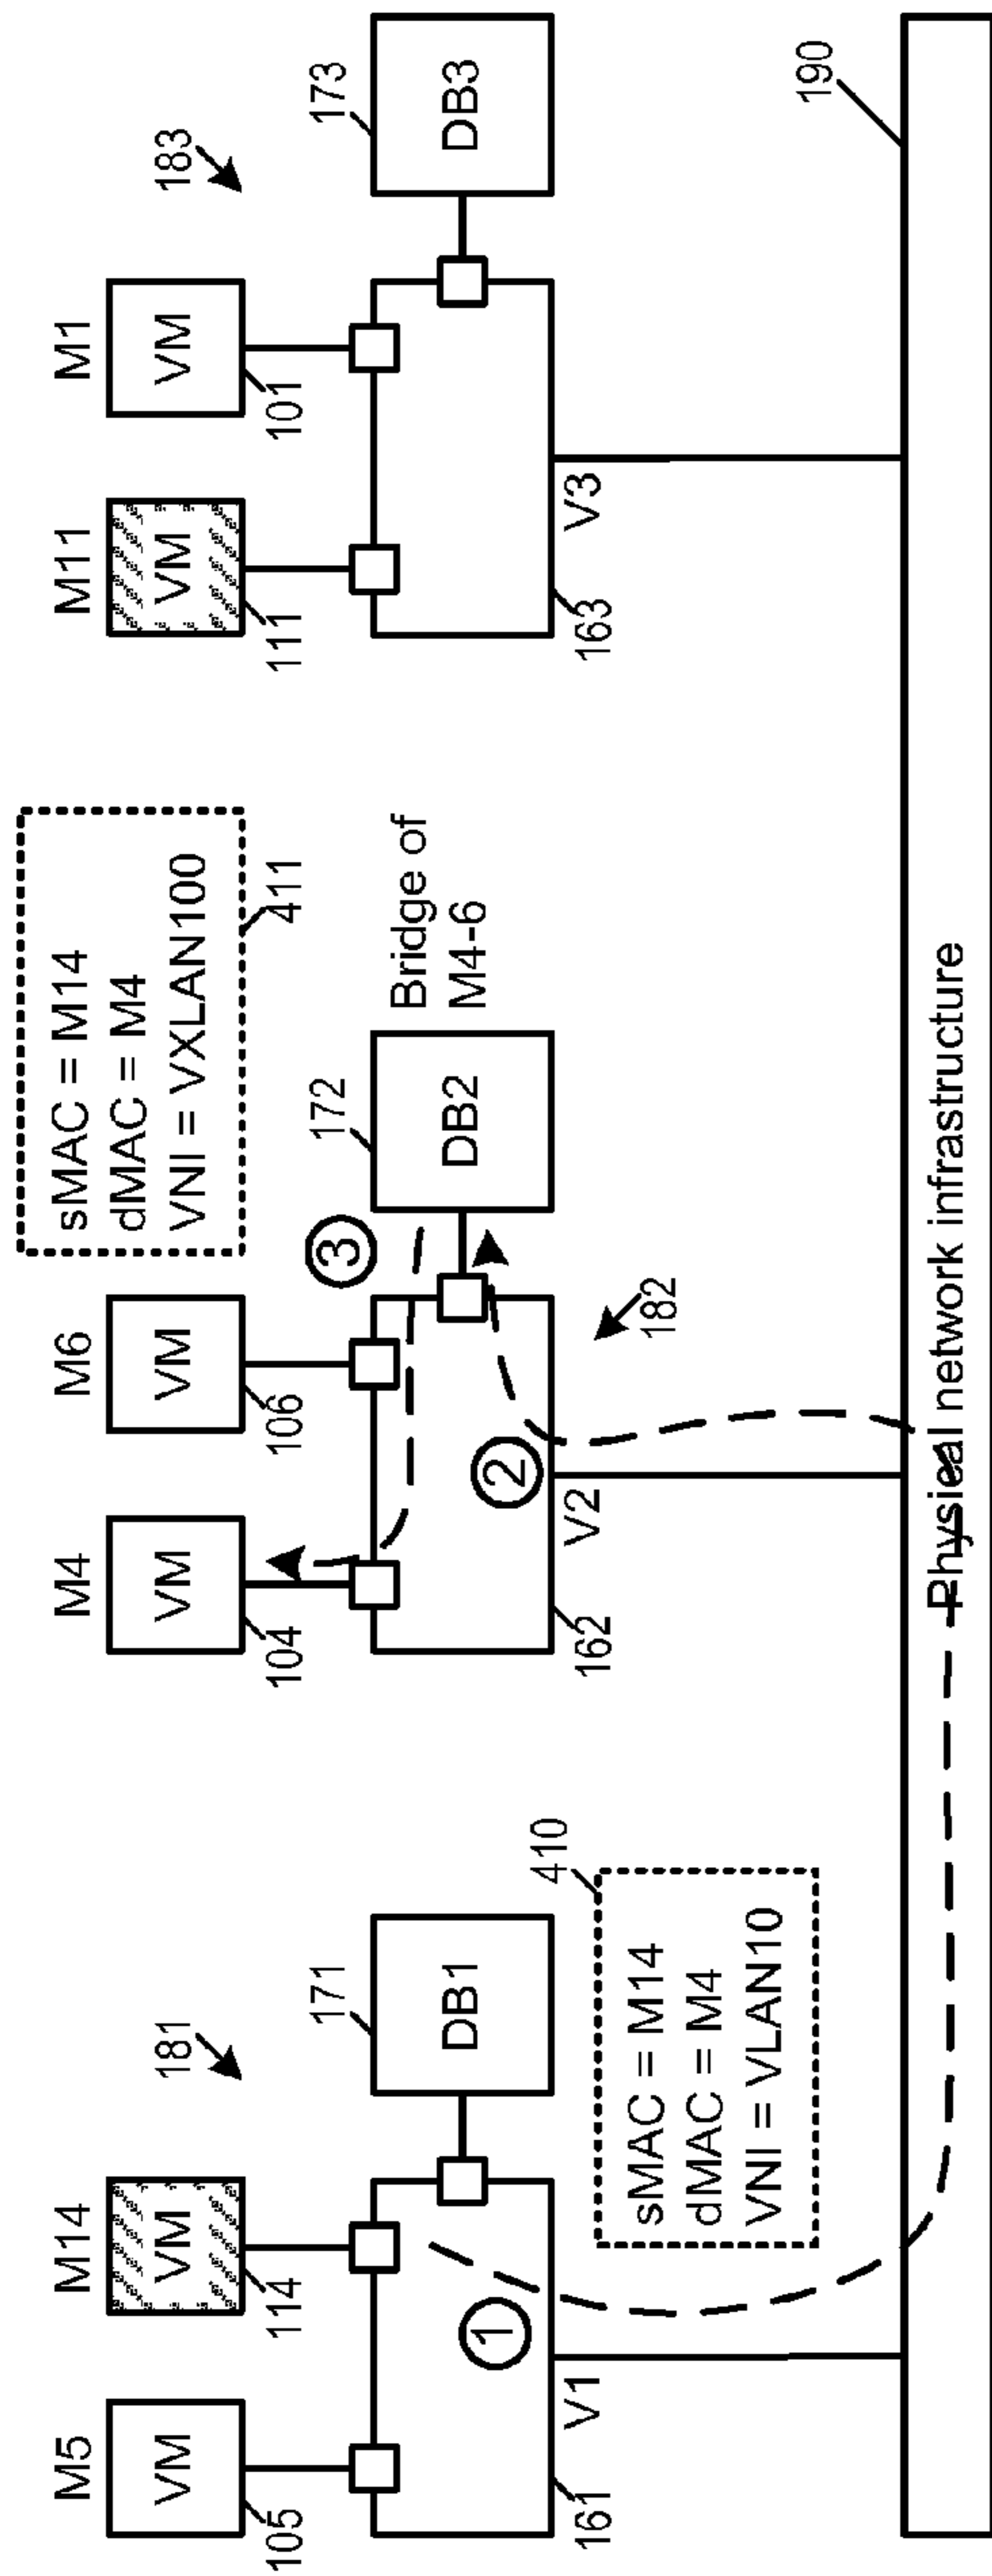 M5
M14
M4
M6
M11
M1
VM
VM
VM
VM
VM
VM
105
114
104
106
111
101
181
183
sMAC = M14
dMAC = M4
VNI = VXLAN100
411
171
172
173
DB1
DB2
DB3
Bridge of
M4-6
1
2
3
161
V1
162
V2
182
163
V3
410
sMAC = M14
dMAC = M4
VNI = VLAN10
190
Physical network infrastructure